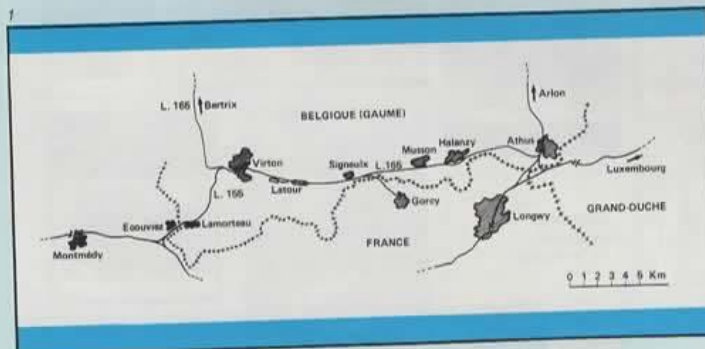 1
L. 165
Bertrix
BELGIQUE (GAUME)
Arlon
Virton
Signeulx
L. 165
Musson
Halanzy
Athus
Latour
Luxembourg
L. 155
Gorcy
Ecouviez
Lamorteau
Longwy
GRAND-DUCHE
FRANCE
Montmédy
0 1 2 3 4 5 Km